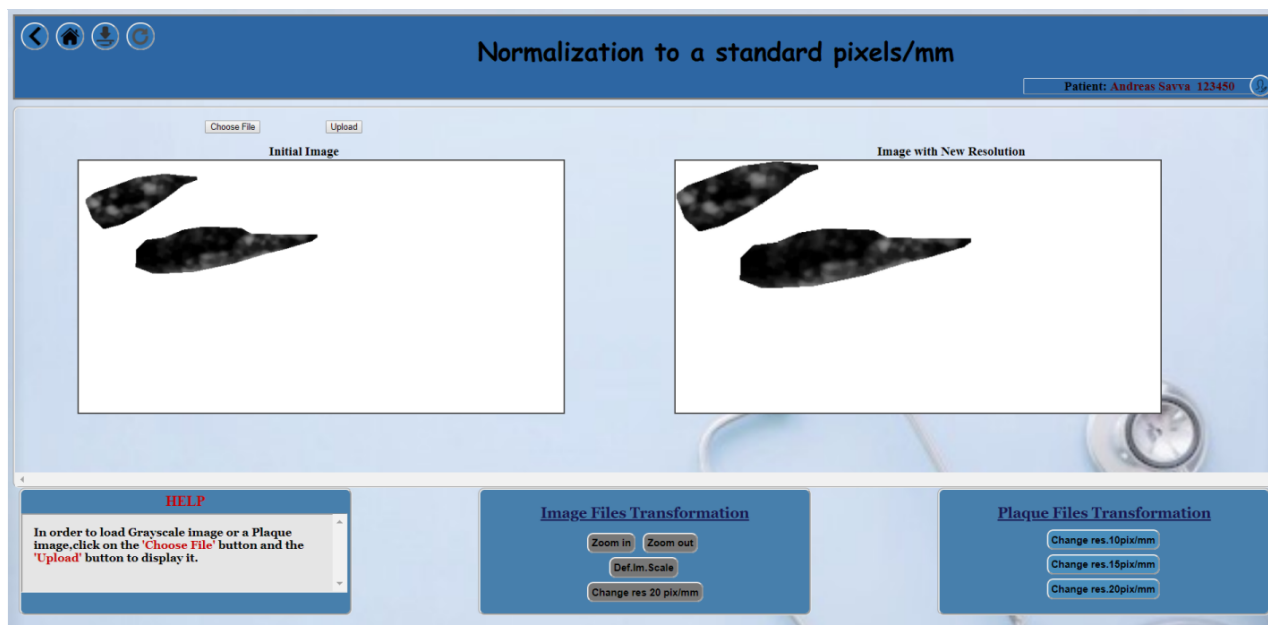 Normalization to a standard pixels/mm
Patient: Andreas Savva 123450
Choose File
Upload
Initial Image
Image with New Resolution
HELP
In order to load Grayscale image or a Plaque
image,click on the 'Choose File' button and the
'Upload' button to display it.
Image Files Transformation
Zoom in
Zoom out
Def.Im.Scale
Change res 20 pix/mm
Plaque Files Transformation
Change res.10pix/mm
Change res.15pix/mm
Change res.20pix/mm